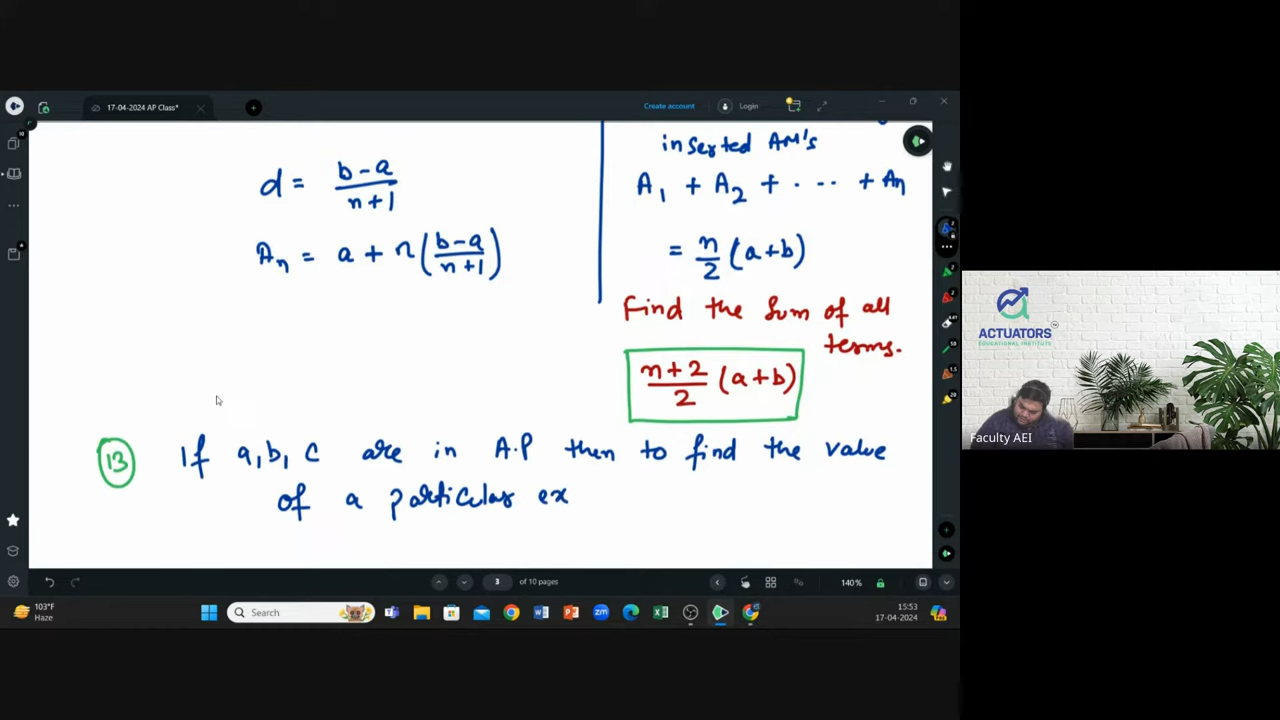 17-04-2024 AP Class*
Create account
Login
d = b-a / n+1
An = a + n(b-a / n+1)
inserted AM's
A1 + A2 + .... + An
= n/2 (a+b)
Find the Sum of all
terms.
n+2/2 (a+b)
13 If a, b, c are in A.P then to find the value
of a particular ex
3 of 10 pages
140%
ACTUATORS
EDUCATIONAL INSTITUTE
Faculty AEI
103°F
Haze
Search
15:53
17-04-2024